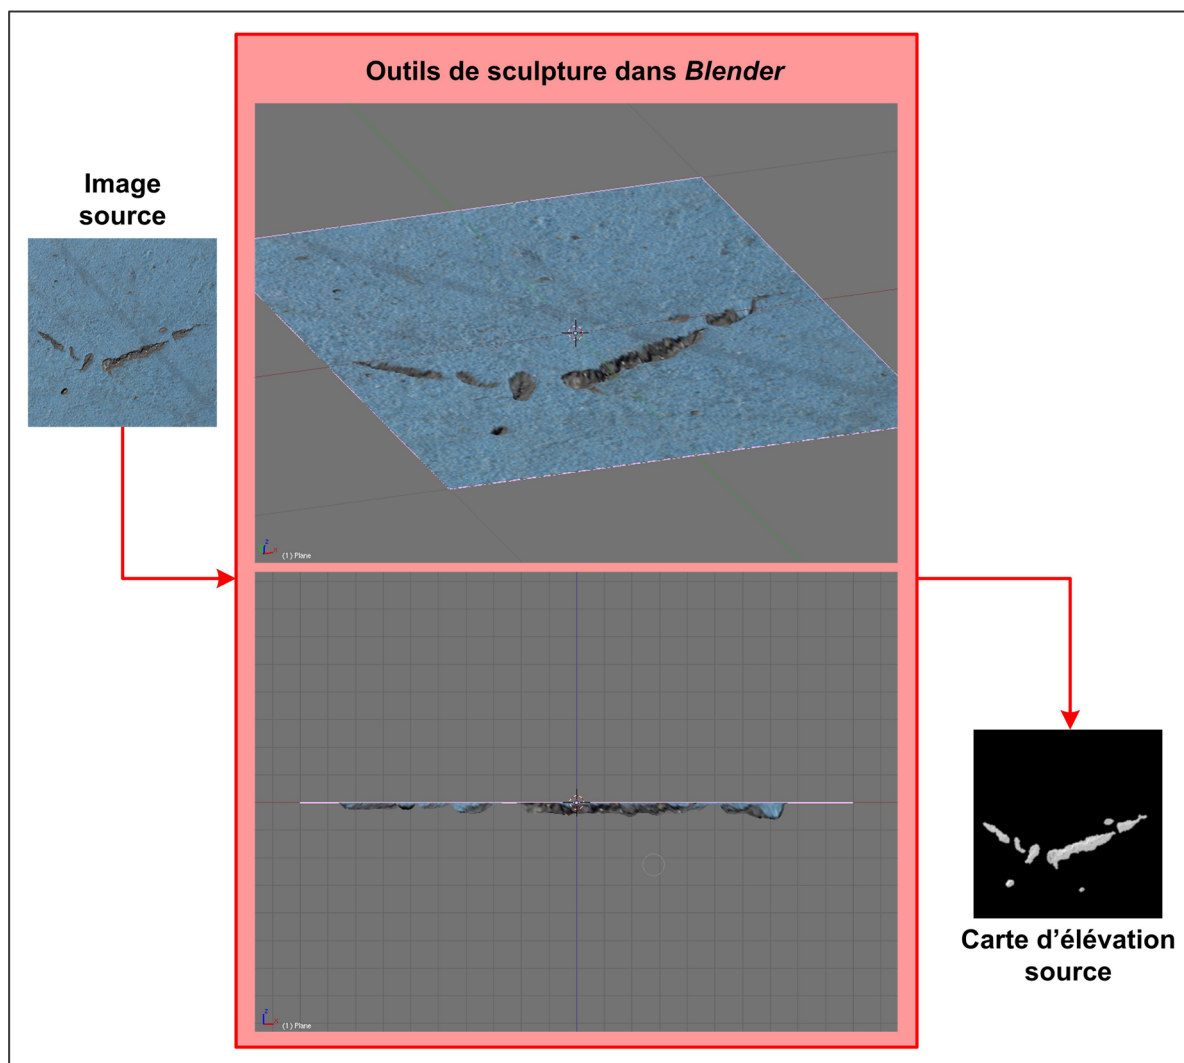 Outils de sculpture dans Blender
Image
source
z
x
(1) Plane
z
x
(1) Plane
Carte d’élévation
source